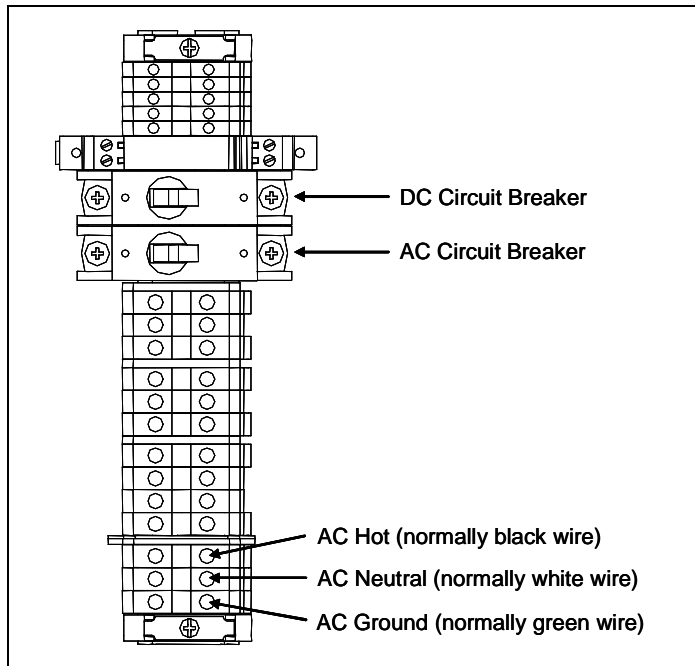 DC Circuit Breaker
AC Circuit Breaker
AC Hot (normally black wire)
AC Neutral (normally white wire)
AC Ground (normally green wire)